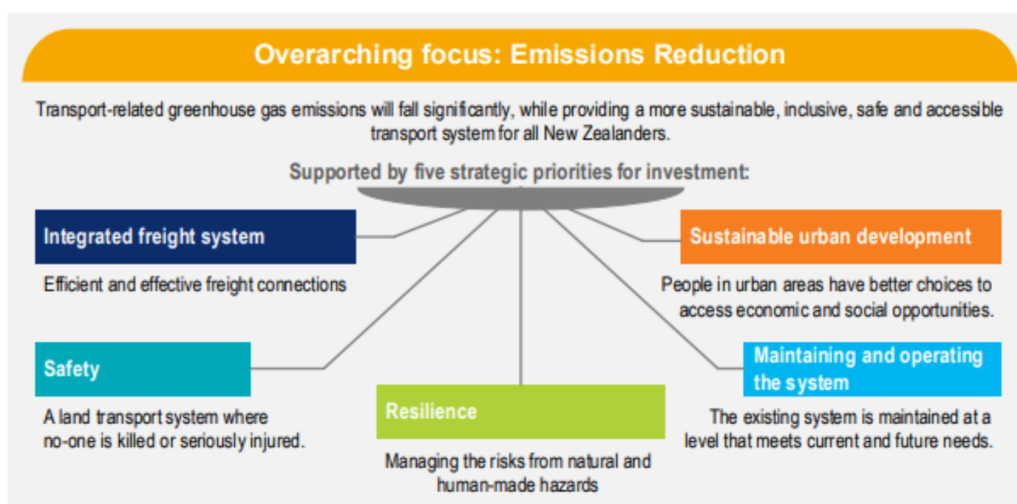 Overarching focus: Emissions Reduction
Transport-related greenhouse gas emissions will fall significantly, while providing a more sustainable, inclusive, safe and accessible
transport system for all New Zealanders.
Supported by five strategic priorities for investment:
Integrated freight system
Efficient and effective freight connections
Sustainable urban development
People in urban areas have better choices to
access economic and social opportunities.
Safety
A land transport system where
no-one is killed or seriously injured.
Resilience
Managing the risks from natural and
human-made hazards
Maintaining and operating
the system
The existing system is maintained at a
level that meets current and future needs.